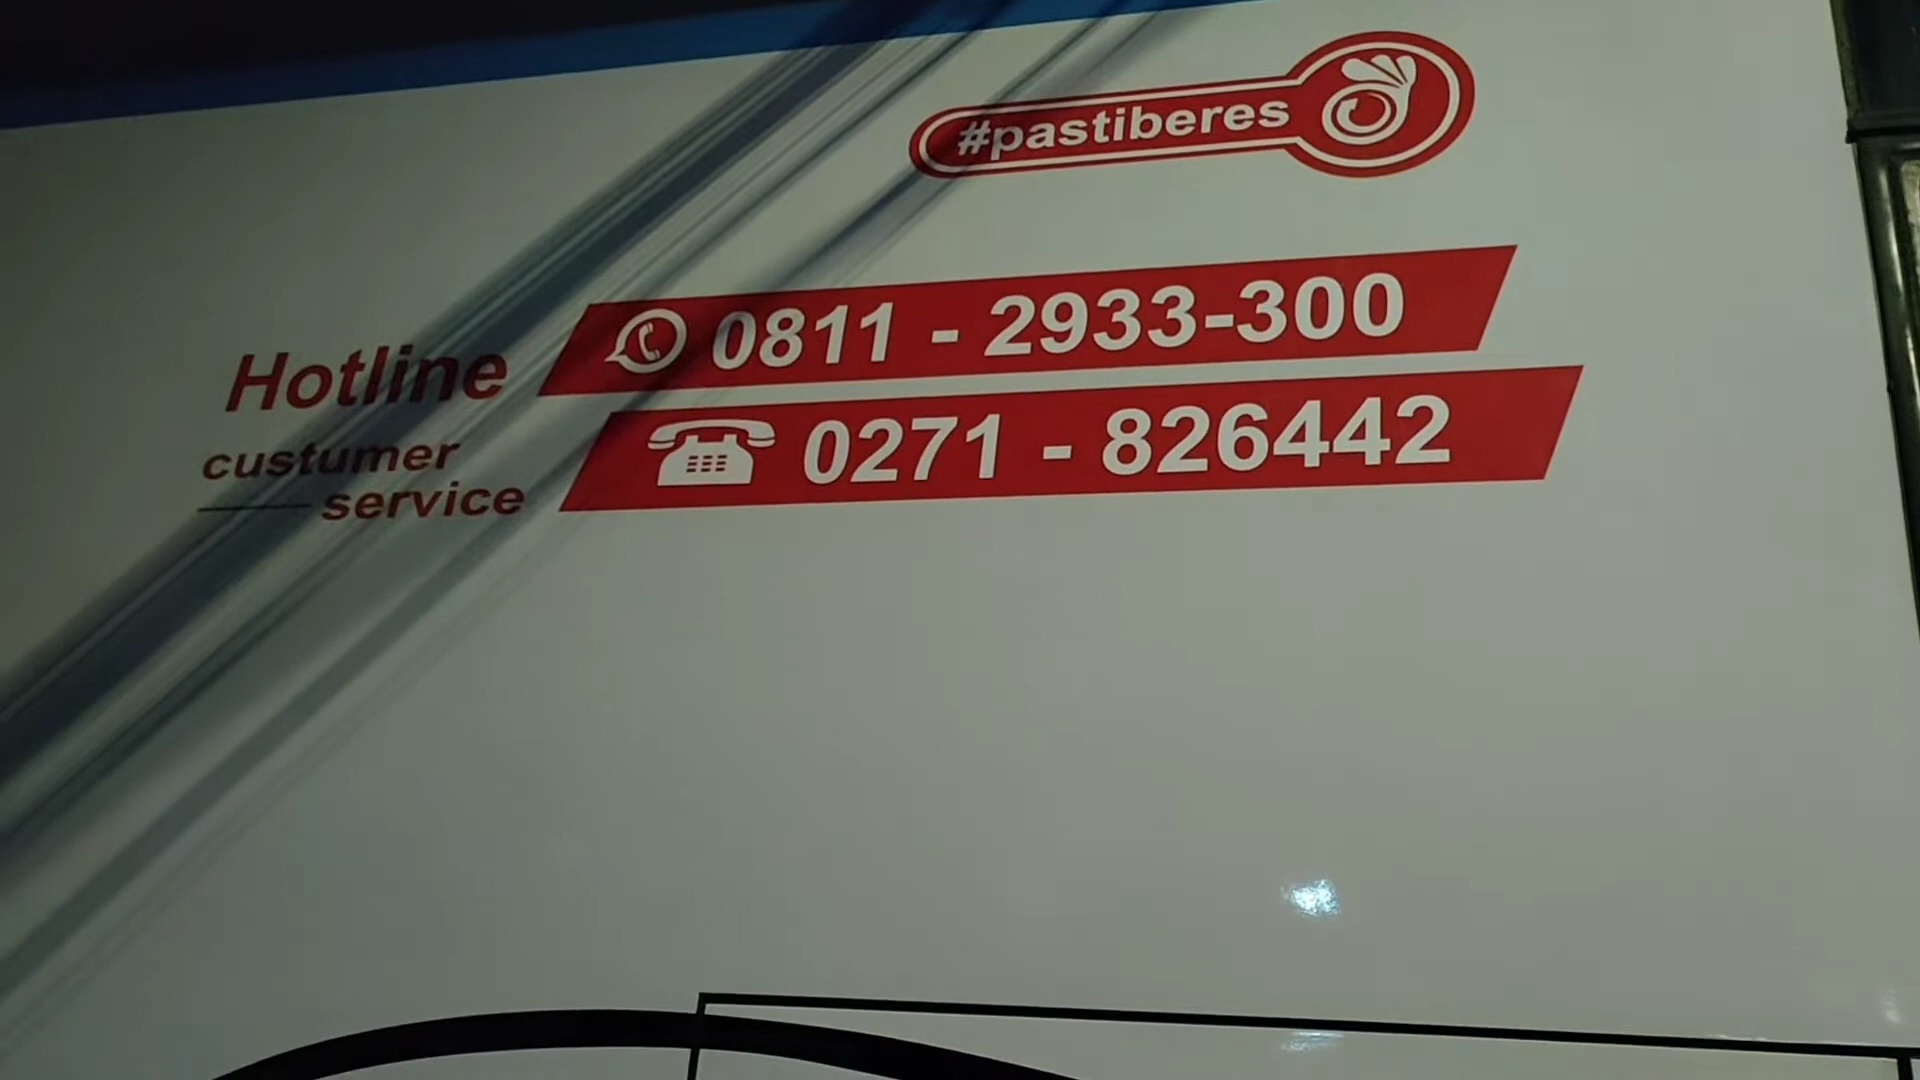 #pastiberes
Hotline
custumer
service
0811 - 2933-300
0271 - 826442